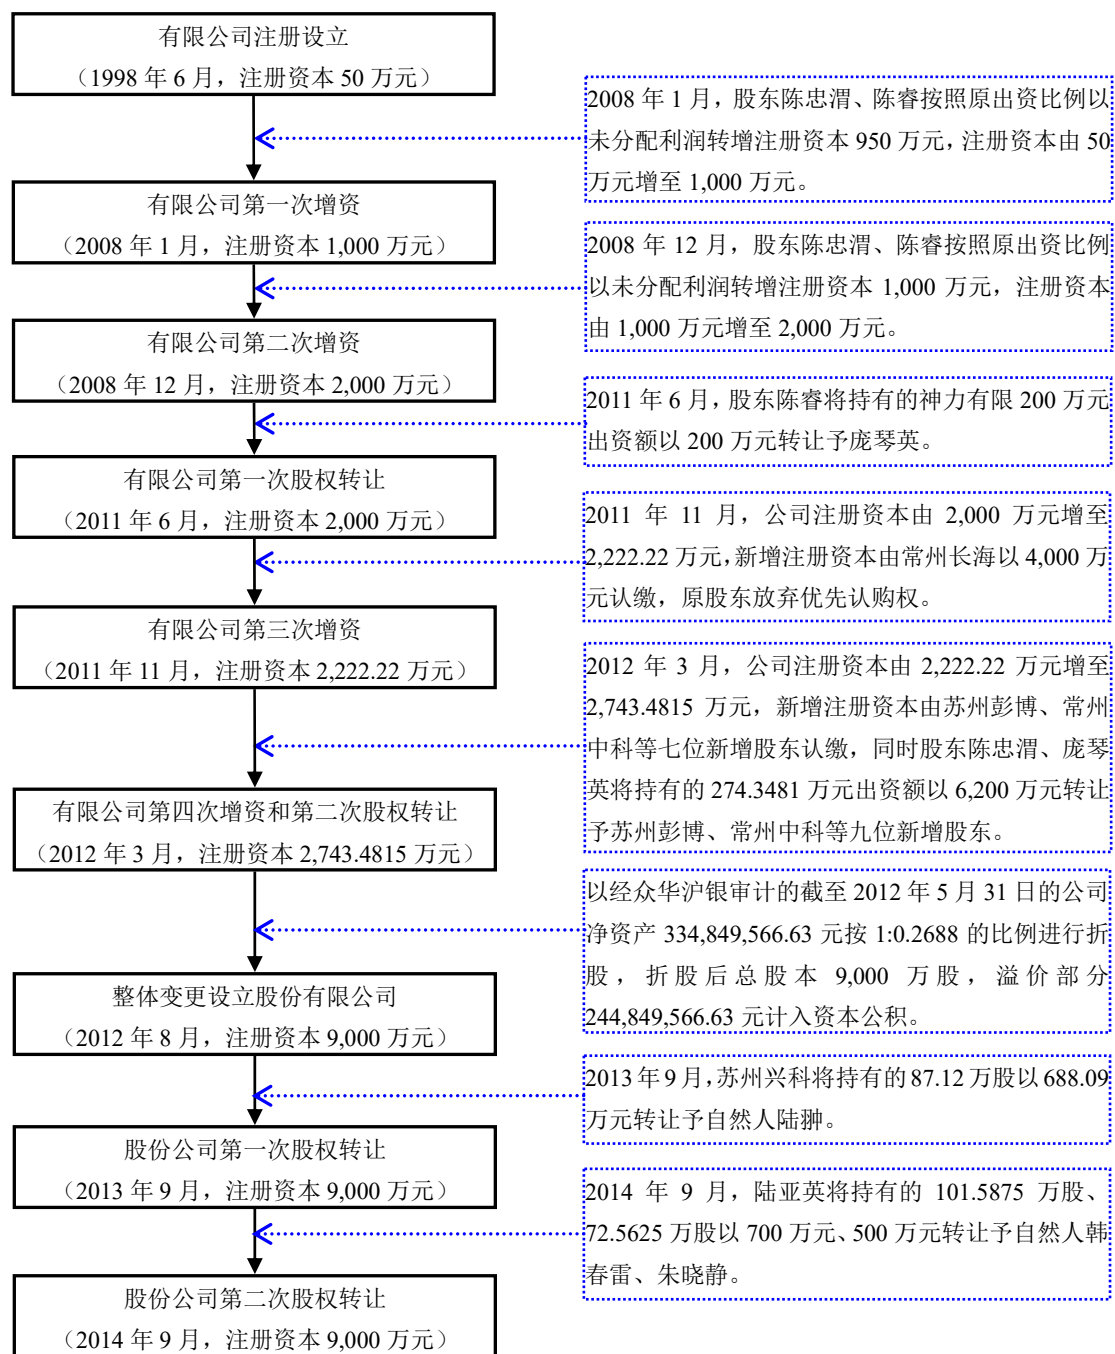 有限公司注册设立
（1998 年 6 月，注册资本 50 万元）
2008 年 1 月，股东陈忠渭、陈睿按照原出资比例以
未分配利润转增注册资本 950 万元，注册资本由 50
万元增至 1,000 万元。
有限公司第一次增资
（2008 年 1 月，注册资本 1,000 万元）
2008 年 12 月，股东陈忠渭、陈睿按照原出资比例
以未分配利润转增注册资本 1,000 万元，注册资本
由 1,000 万元增至 2,000 万元。
有限公司第二次增资
（2008 年 12 月，注册资本 2,000 万元）
2011 年 6 月，股东陈睿将持有的神力有限 200 万元
出资额以 200 万元转让予庞琴英。
有限公司第一次股权转让
（2011 年 6 月，注册资本 2,000 万元）
2011 年 11 月，公司注册资本由 2,000 万元增至
2,222.22 万元，新增注册资本由常州长海以 4,000 万
元认缴，原股东放弃优先认购权。
有限公司第三次增资
（2011 年 11 月，注册资本 2,222.22 万元）
2012 年 3 月，公司注册资本由 2,222.22 万元增至
2,743.4815 万元，新增注册资本由苏州彭博、常州
中科等七位新增股东认缴，同时股东陈忠渭、庞琴
英将持有的 274.3481 万元出资额以 6,200 万元转让
予苏州彭博、常州中科等九位新增股东。
有限公司第四次增资和第二次股权转让
（2012 年 3 月，注册资本 2,743.4815 万元）
以经众华沪银审计的截至 2012 年 5 月 31 日的公司
净资产 334,849,566.63 元按 1:0.2688 的比例进行折
股，折股后总股本 9,000 万股，溢价部分
244,849,566.63 元计入资本公积。
整体变更设立股份有限公司
（2012 年 8 月，注册资本 9,000 万元）
2013 年 9 月，苏州兴科将持有的 87.12 万股以 688.09
万元转让予自然人陆翀。
股份公司第一次股权转让
（2013 年 9 月，注册资本 9,000 万元）
2014 年 9 月，陆亚英将持有的 101.5875 万股、
72.5625 万股以 700 万元、500 万元转让予自然人韩
春雷、朱晓静。
股份公司第二次股权转让
（2014 年 9 月，注册资本 9,000 万元）